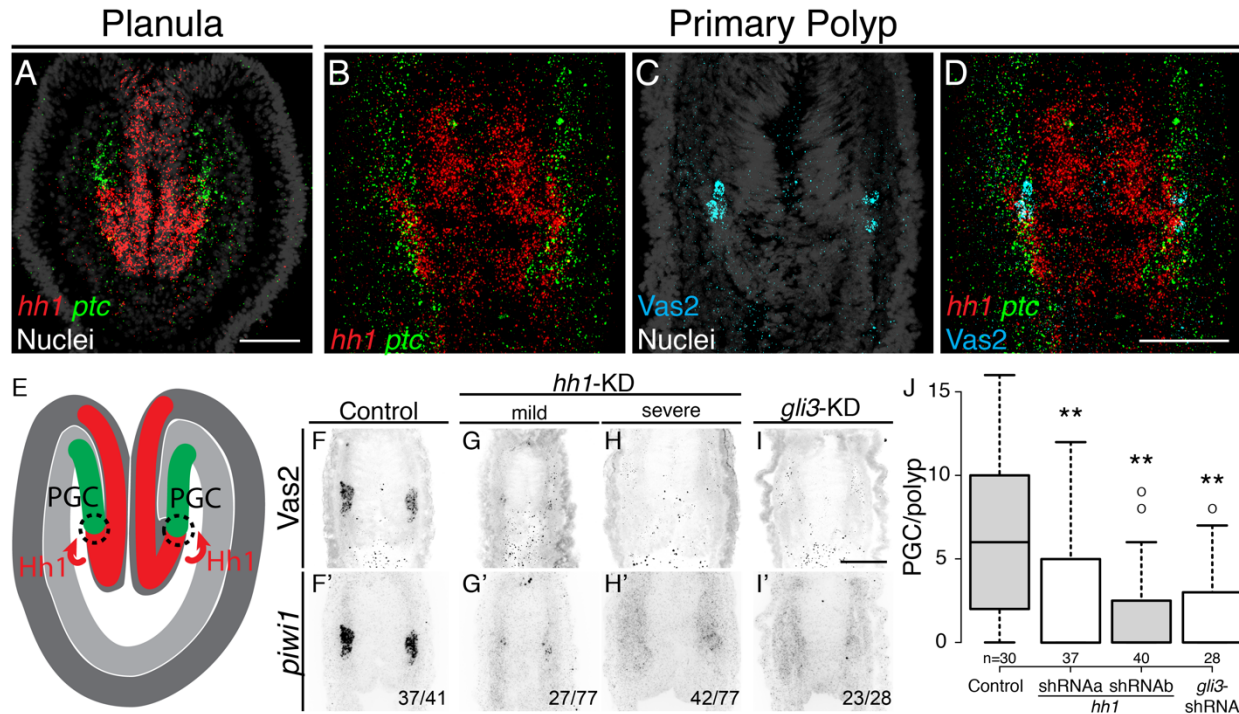 Planula
Primary Polyp
A
hh1 ptc
Nuclei
B
hh1 ptc
C
Vas2
Nuclei
D
hh1 ptc
Vas2
E
PGC
PGC
Hh1
Hh1
hh1-KD
Control
mild
severe
gli3-KD
Vas2
F
G
H
I
piwi1
F'
G'
H'
I'
37/41
27/77
42/77
23/28
J
PGC/polyp
15
10
5
0
**
**
**
n=30
37
40
28
Control
shRNAa
shRNAb
hh1
gli3-
shRNA